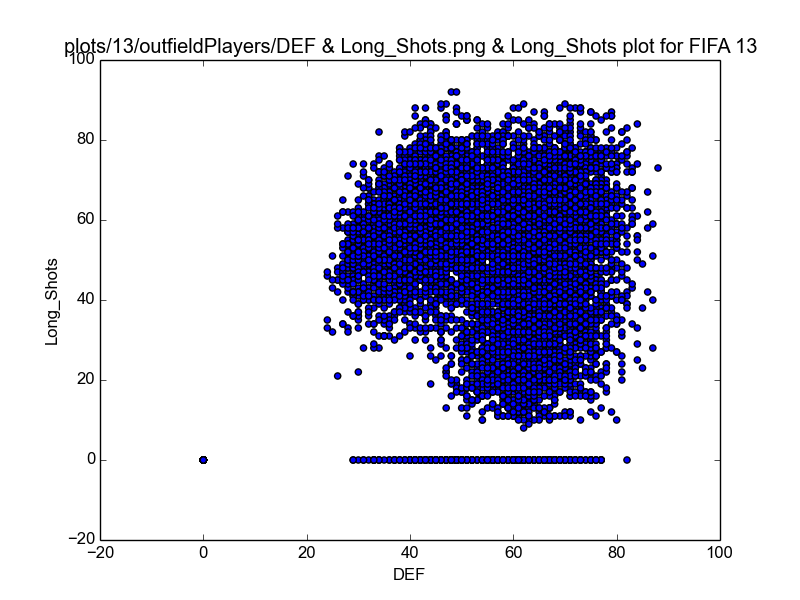 plots/13/outfieldPlayers/DEF & Long_Shots.png & Long_Shots plot for FIFA 13
100
80
60
40
20
0
−20
Long_Shots
−20 0 20 40 60 80 100
DEF